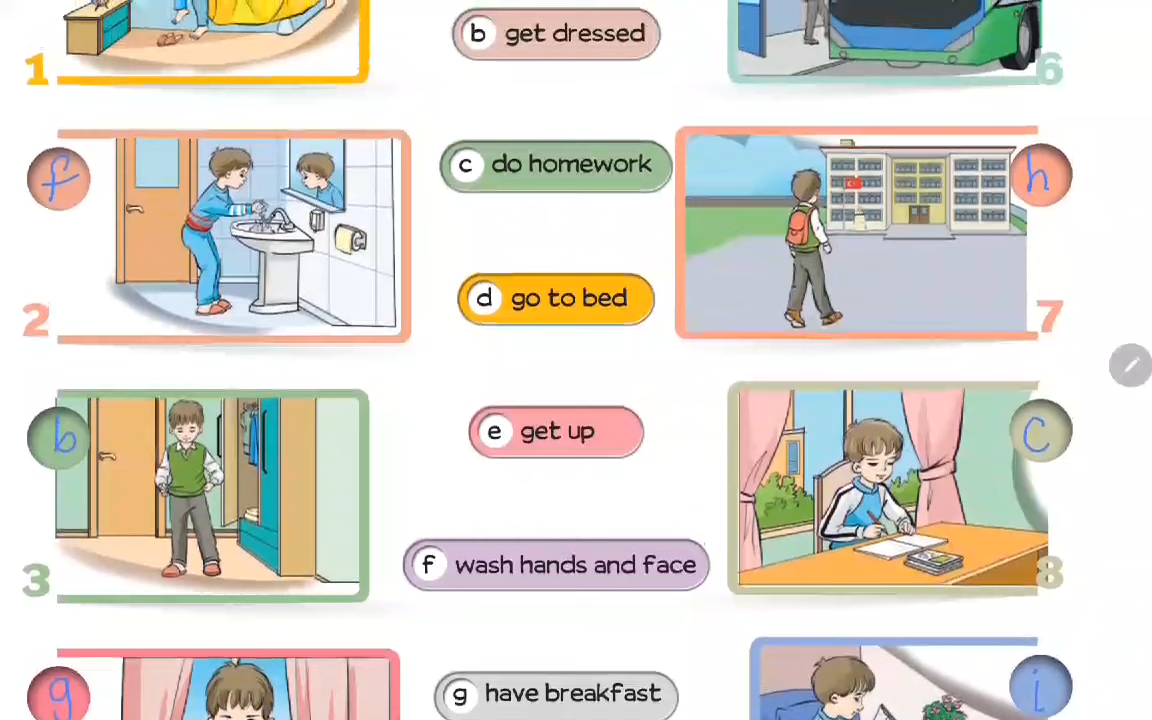 b get dressed
1
6
f
c do homework
h
2
d go to bed
7
b
e get up
C
3
f wash hands and face
8
g
g have breakfast
i